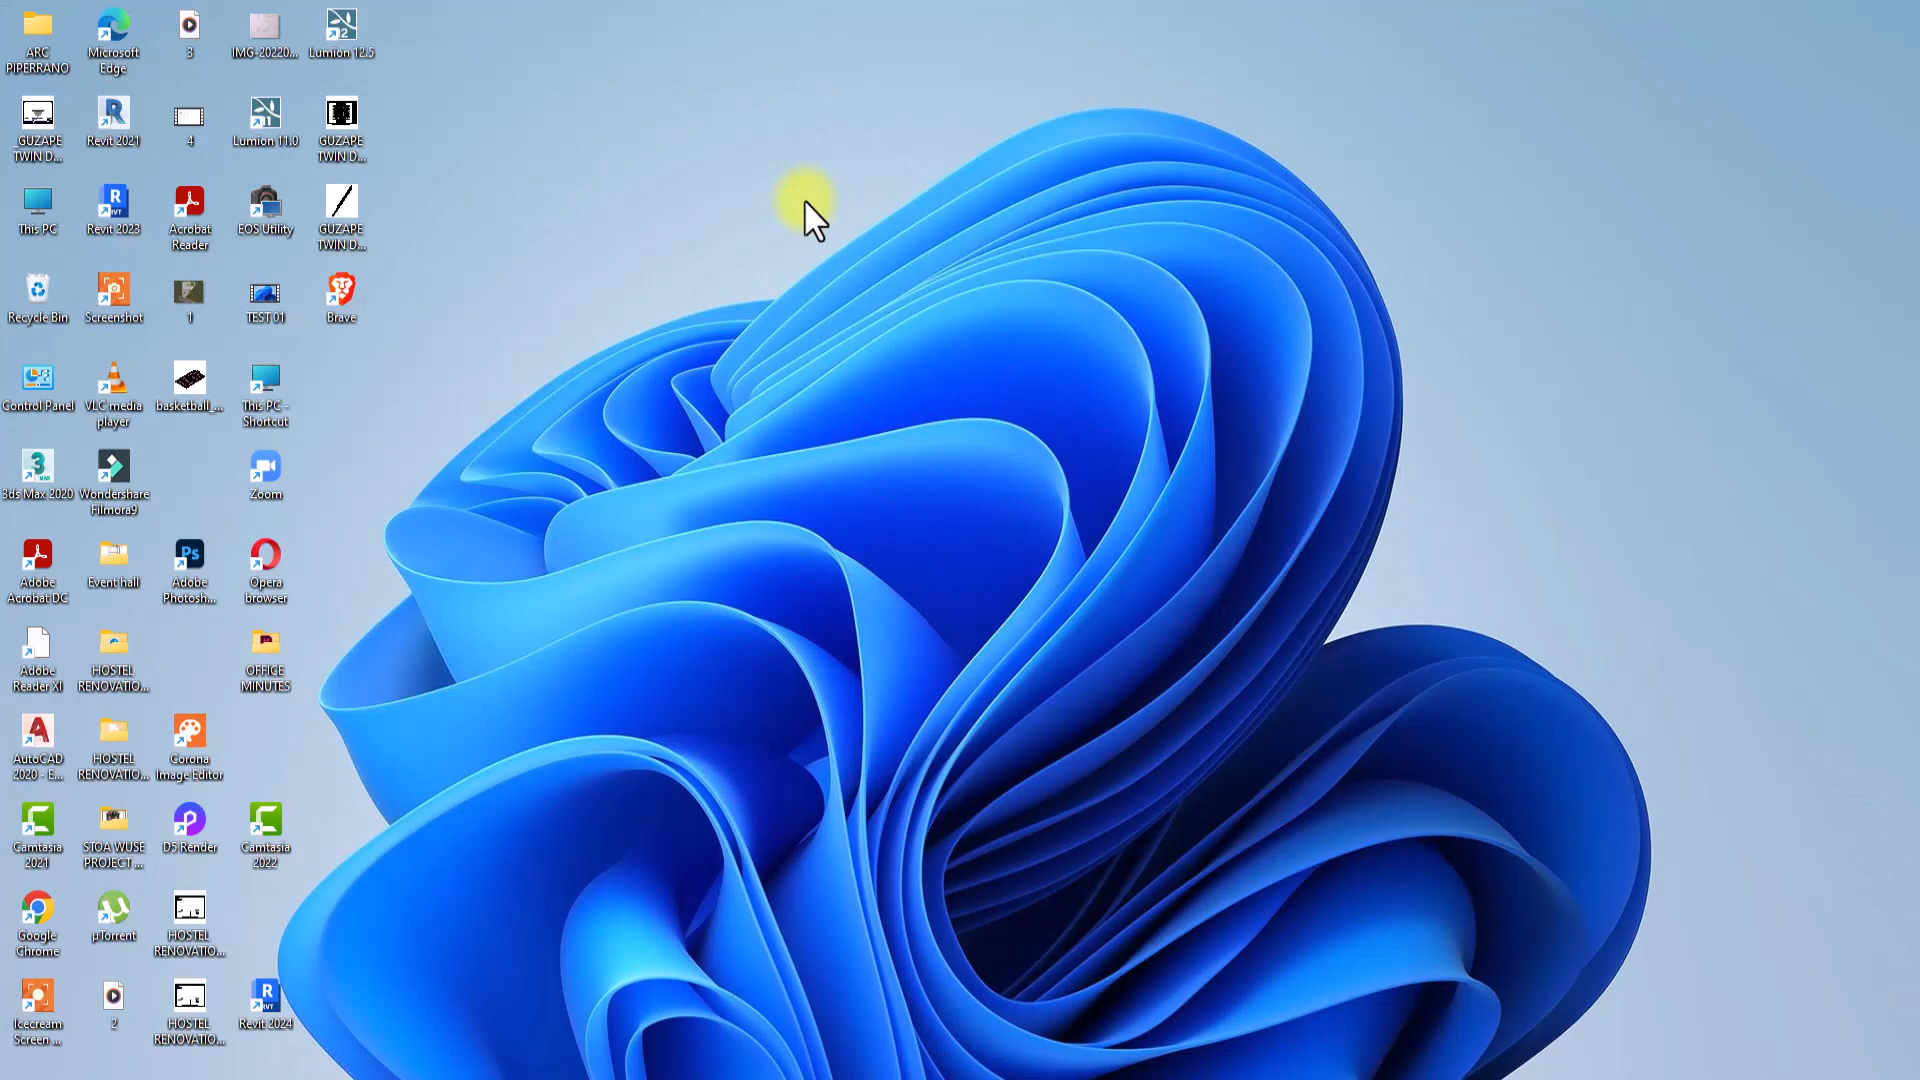 ARC
PIPERRANO
Microsoft
Edge
3
IMG-20220...
Lumion 12.5
_GUZAPE
TWIN D...
Revit 2021
4
Lumion 11.0
GUZAPE
TWIN D...
This PC
Revit 2023
Acrobat
Reader
EOS Utility
GUZAPE
TWIN D...
Recycle Bin
Screenshot
1
TEST 01
Brave
Control Panel
VLC media
player
basketball_...
This PC -
Shortcut
3ds Max 2020
Wondershare
Filmora9
Zoom
Adobe
Acrobat DC
Event hall
Adobe
Photosh...
Opera
browser
Adobe
Reader XI
HOSTEL
RENOVATIO...
OFFICE
MINUTES
AutoCAD
2020 - E...
HOSTEL
RENOVATIO...
Corona
Image Editor
Camtasia
2021
STOA WUSE
PROJECT ...
D5 Render
Camtasia
2022
Google
Chrome
µTorrent
HOSTEL
RENOVATIO...
Icecream
Screen ...
2
HOSTEL
RENOVATIO...
Revit 2024